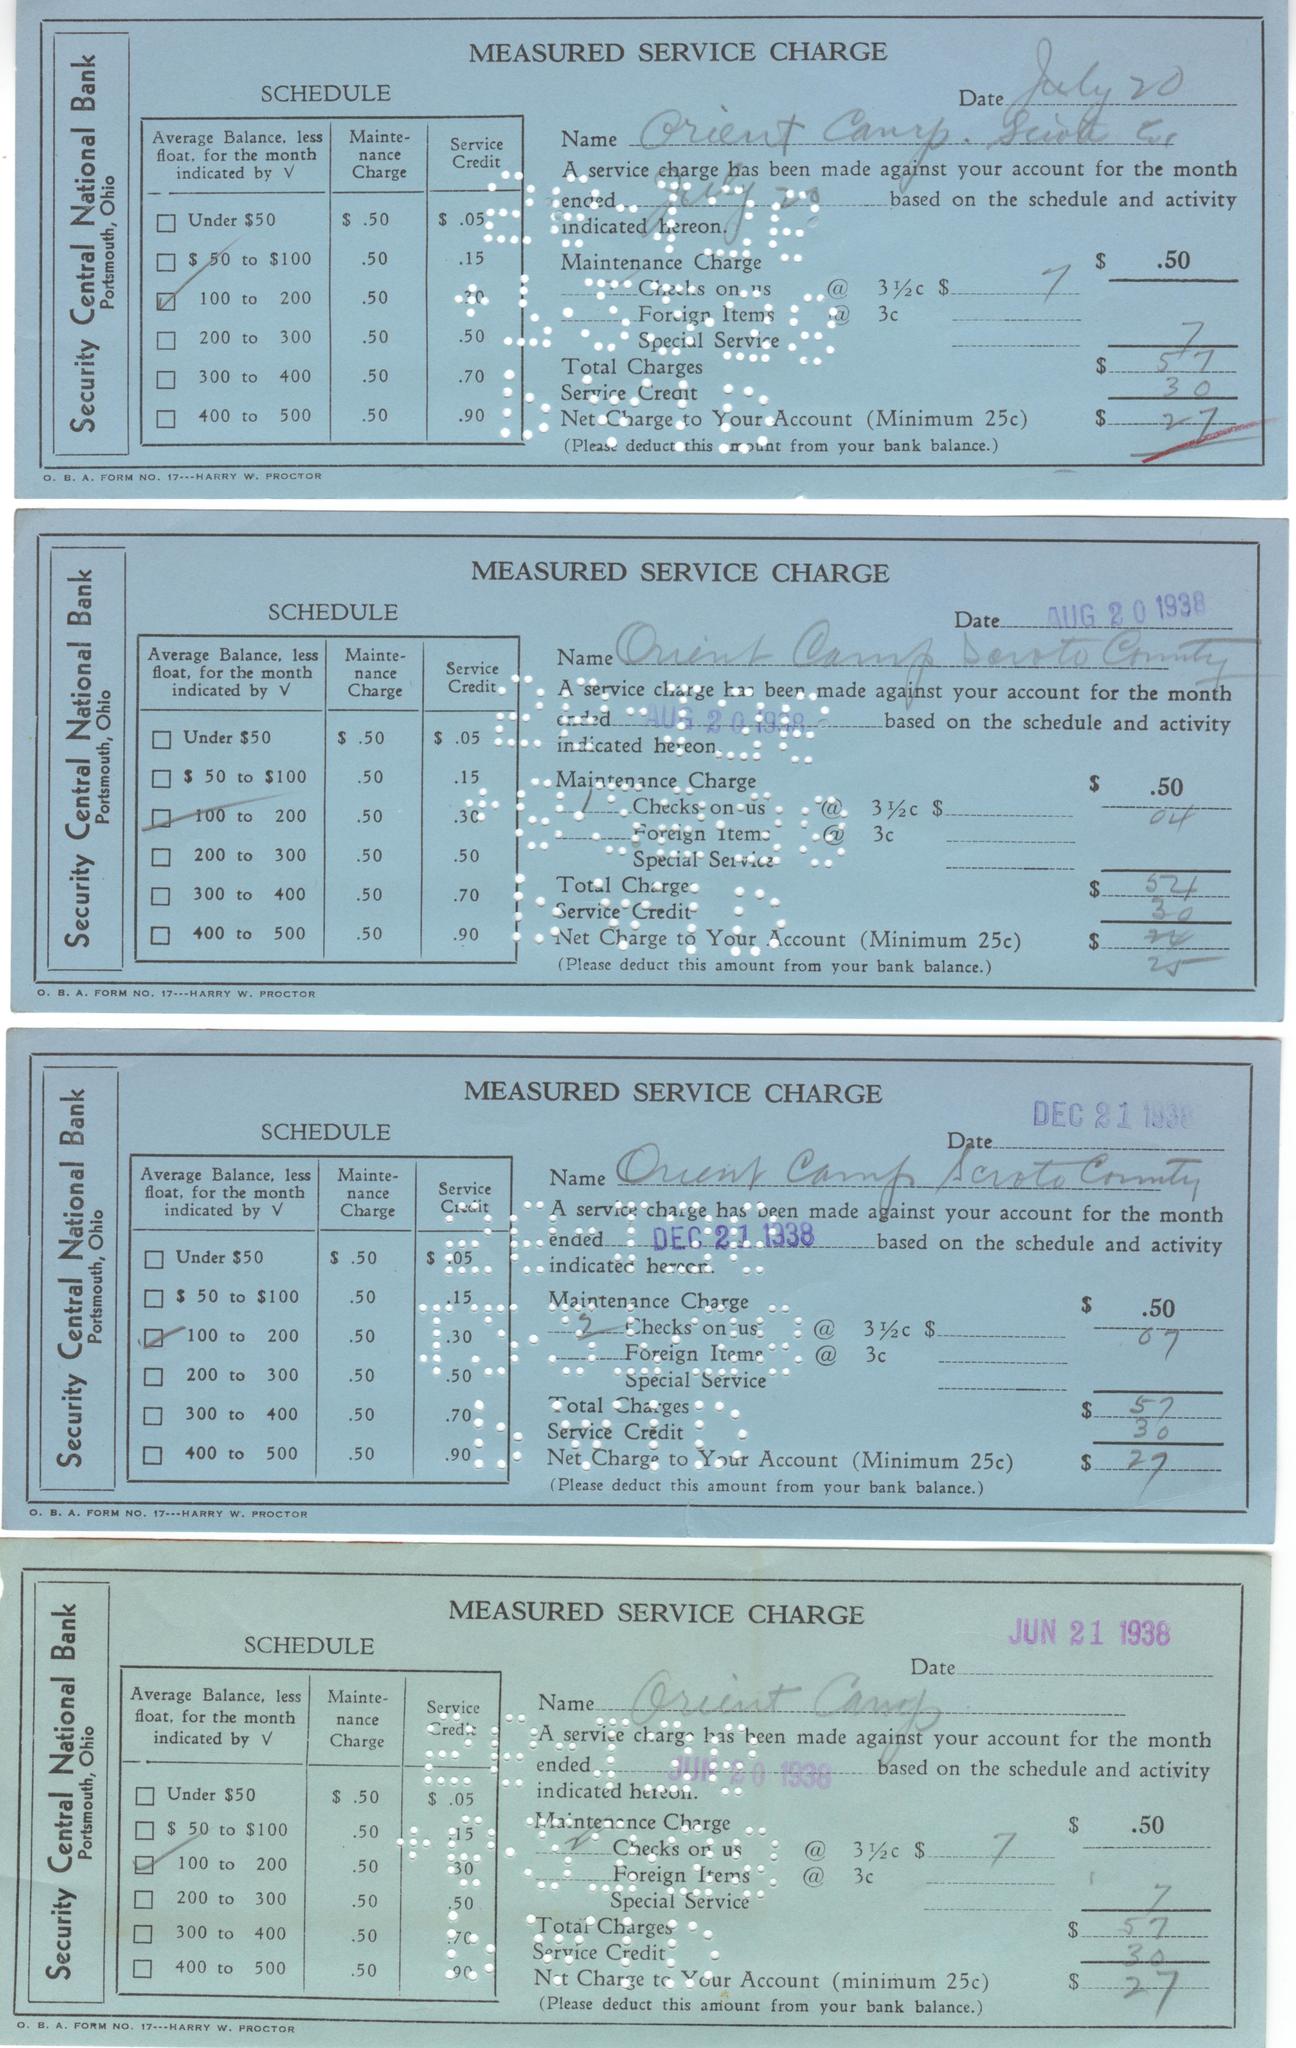 MEASURED SERVICE CHARGE
Security Central National Bank
Portsmouth, Ohio
SCHEDULE
Date July 20
Name Orient Camp. Scioto Co.
Average Balance, less float, for the month indicated by V | Mainte-nance Charge | Service Credit
Under $50 $ .50 $ .05
$ 50 to $100 .50 .15
100 to 200 .50 .30
200 to 300 .50 .50
300 to 400 .50 .70
400 to 500 .50 .90
A service charge has been made against your account for the month
ended July 20 based on the schedule and activity
indicated hereon.
Maintenance Charge $ .50
Checks on us @ 3½c $ 7
Foreign Items @ 3c
Special Service 7
Total Charges $ 57
Service Credit 30
Net Charge to Your Account (Minimum 25c) $ 27
(Please deduct this amount from your bank balance.)
O. B. A. FORM NO. 17---HARRY W. PROCTOR
MEASURED SERVICE CHARGE
Security Central National Bank
Portsmouth, Ohio
SCHEDULE
Date AUG 20 1938
Name Orient Camp Scioto County
Average Balance, less float, for the month indicated by V | Mainte-nance Charge | Service Credit
Under $50 $ .50 $ .05
$ 50 to $100 .50 .15
100 to 200 .50 .30
200 to 300 .50 .50
300 to 400 .50 .70
400 to 500 .50 .90
A service charge has been made against your account for the month
ended AUG 20 1938 based on the schedule and activity
indicated hereon.
Maintenance Charge $ .50
1 Checks on us @ 3½c $ 04
Foreign Items @ 3c
Special Service
Total Charges $ 54
Service Credit 30
Net Charge to Your Account (Minimum 25c) $ 24
25
(Please deduct this amount from your bank balance.)
O. B. A. FORM NO. 17---HARRY W. PROCTOR
MEASURED SERVICE CHARGE
Security Central National Bank
Portsmouth, Ohio
SCHEDULE
Date DEC 21 1938
Name Orient Camp Scioto County
Average Balance, less float, for the month indicated by V | Mainte-nance Charge | Service Credit
Under $50 $ .50 $ .05
$ 50 to $100 .50 .15
100 to 200 .50 .30
200 to 300 .50 .50
300 to 400 .50 .70
400 to 500 .50 .90
A service charge has been made against your account for the month
ended DEC 21 1938 based on the schedule and activity
indicated hereon.
Maintenance Charge $ .50
2 Checks on us @ 3½c $ 07
Foreign Items @ 3c
Special Service
Total Charges $ 57
Service Credit 30
Net Charge to Your Account (Minimum 25c) $ 27
(Please deduct this amount from your bank balance.)
O. B. A. FORM NO. 17---HARRY W. PROCTOR
MEASURED SERVICE CHARGE
Security Central National Bank
Portsmouth, Ohio
SCHEDULE
JUN 21 1938
Date
Name Orient Camp
Average Balance, less float, for the month indicated by V | Mainte-nance Charge | Service Credit
Under $50 $ .50 $ .05
$ 50 to $100 .50 .15
100 to 200 .50 .30
200 to 300 .50 .50
300 to 400 .50 .70
400 to 500 .50 .90
A service charge has been made against your account for the month
ended JUN 20 1938 based on the schedule and activity
indicated hereon.
Maintenance Charge $ .50
2 Checks on us @ 3½c $ 7
Foreign Items @ 3c
Special Service 7
Total Charges $ 57
Service Credit 30
Net Charge to Your Account (minimum 25c) $ 27
(Please deduct this amount from your bank balance.)
O. B. A. FORM NO. 17---HARRY W. PROCTOR